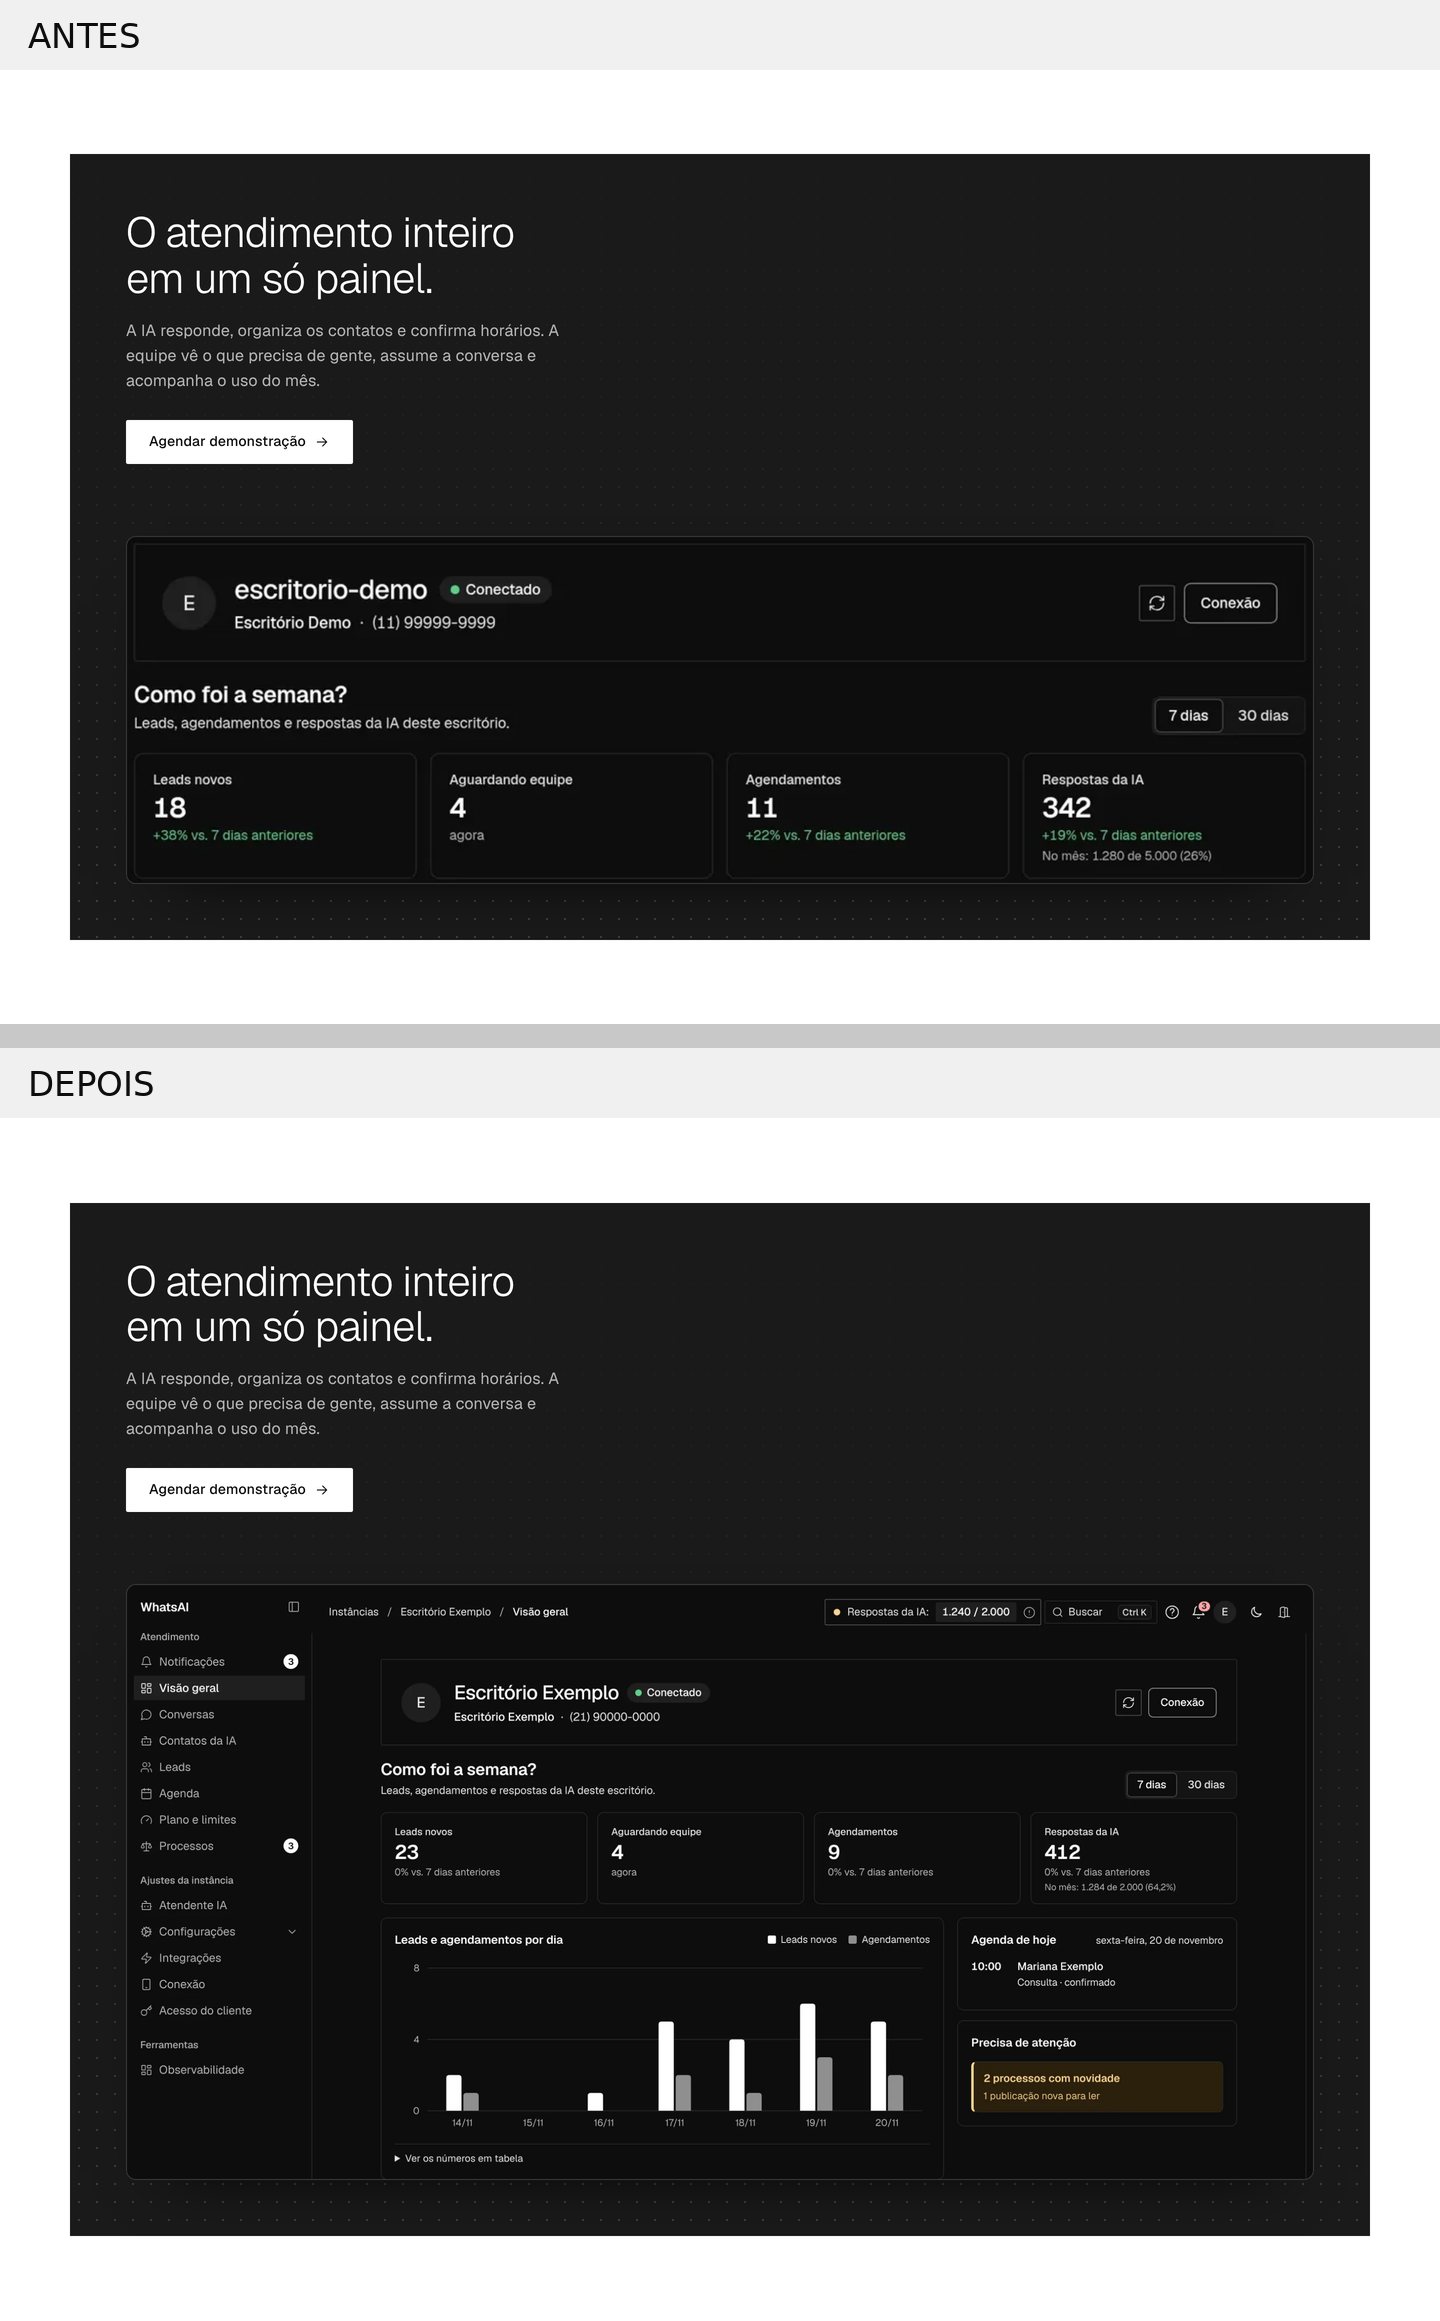 ANTES
O atendimento inteiro
em um só painel.
A IA responde, organiza os contatos e confirma horários. A
equipe vê o que precisa de gente, assume a conversa e
acompanha o uso do mês.
Agendar demonstração →
E
escritorio-demo
Conectado
Escritório Demo · (11) 99999-9999
Conexão
Como foi a semana?
Leads, agendamentos e respostas da IA deste escritório.
7 dias
30 dias
Leads novos
18
+38% vs. 7 dias anteriores
Aguardando equipe
4
agora
Agendamentos
11
+22% vs. 7 dias anteriores
Respostas da IA
342
+19% vs. 7 dias anteriores
No mês: 1.280 de 5.000 (26%)
DEPOIS
O atendimento inteiro
em um só painel.
A IA responde, organiza os contatos e confirma horários. A
equipe vê o que precisa de gente, assume a conversa e
acompanha o uso do mês.
Agendar demonstração →
WhatsAI
Atendimento
Notificações 3
Visão geral
Conversas
Contatos da IA
Leads
Agenda
Plano e limites
Processos 3
Ajustes da instância
Atendente IA
Configurações
Integrações
Conexão
Acesso do cliente
Ferramentas
Observabilidade
Instâncias / Escritório Exemplo / Visão geral
Respostas da IA: 1.240 / 2.000
Buscar Ctrl K
3
E
E
Escritório Exemplo
Conectado
Escritório Exemplo · (21) 90000-0000
Conexão
Como foi a semana?
Leads, agendamentos e respostas da IA deste escritório.
7 dias
30 dias
Leads novos
23
0% vs. 7 dias anteriores
Aguardando equipe
4
agora
Agendamentos
9
0% vs. 7 dias anteriores
Respostas da IA
412
0% vs. 7 dias anteriores
No mês: 1.284 de 2.000 (64,2%)
Leads e agendamentos por dia
Leads novos
Agendamentos
8
4
0
14/11
15/11
16/11
17/11
18/11
19/11
20/11
Ver os números em tabela
Agenda de hoje
sexta-feira, 20 de novembro
10:00 Mariana Exemplo
Consulta · confirmado
Precisa de atenção
2 processos com novidade
1 publicação nova para ler